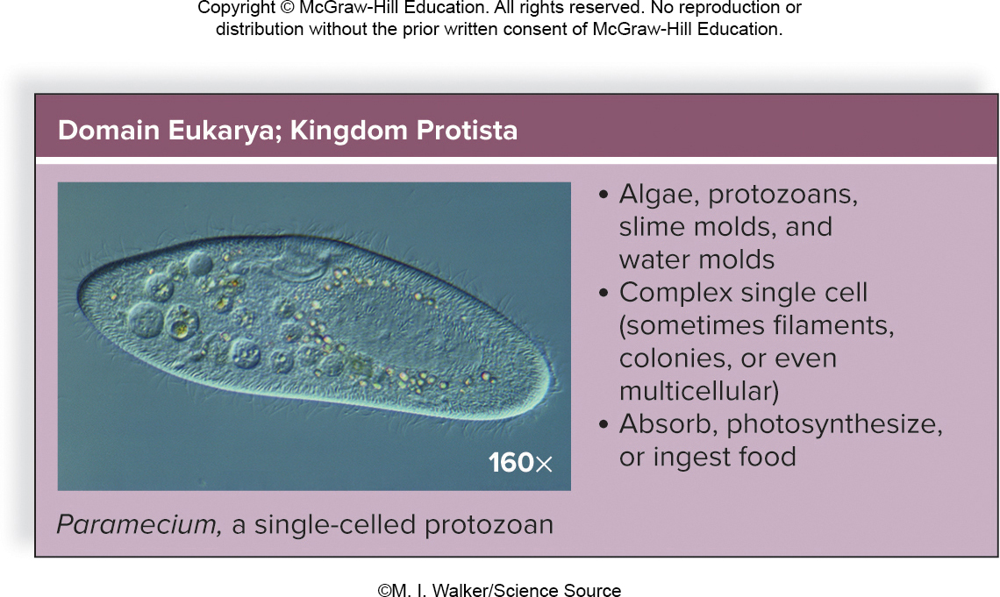 Copyright © McGraw-Hill Education. All rights reserved. No reproduction or
distribution without the prior written consent of McGraw-Hill Education.
Domain Eukarya; Kingdom Protista
• Algae, protozoans,
slime molds, and
water molds
• Complex single cell
(sometimes filaments,
colonies, or even
multicellular)
• Absorb, photosynthesize,
or ingest food
160×
Paramecium, a single-celled protozoan
©M. I. Walker/Science Source